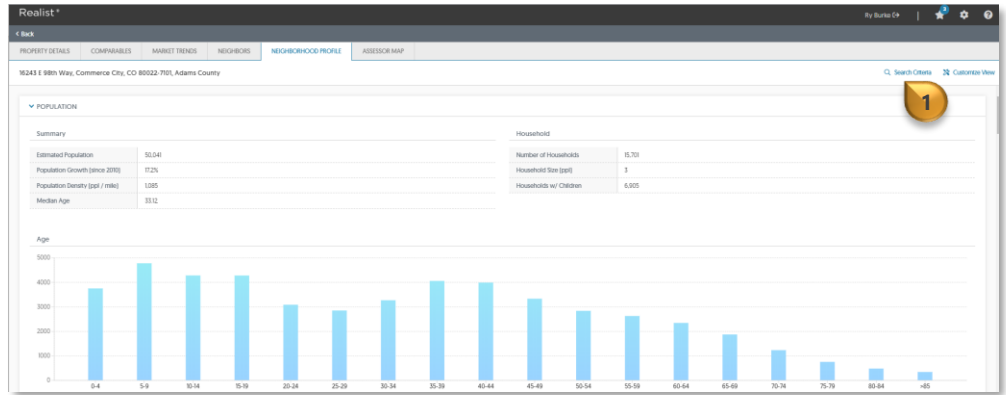 Realist®
Ry Burke
3
< Back
PROPERTY DETAILS COMPARABLES MARKET TRENDS NEIGHBORS NEIGHBORHOOD PROFILE ASSESSOR MAP
16243 E 98th Way, Commerce City, CO 80022-7101, Adams County
Search Criteria Customize View
1
POPULATION
Summary Household
Estimated Population 50,041 Number of Households 15,701
Population Growth (since 2010) 17.2% Household Size (ppl) 3
Population Density (ppl / mile) 1,085 Households w/ Children 6,905
Median Age 33.12
Age
5000
4000
3000
2000
1000
0
0-4 5-9 10-14 15-19 20-24 25-29 30-34 35-39 40-44 45-49 50-54 55-59 60-64 65-69 70-74 75-79 80-84 >85